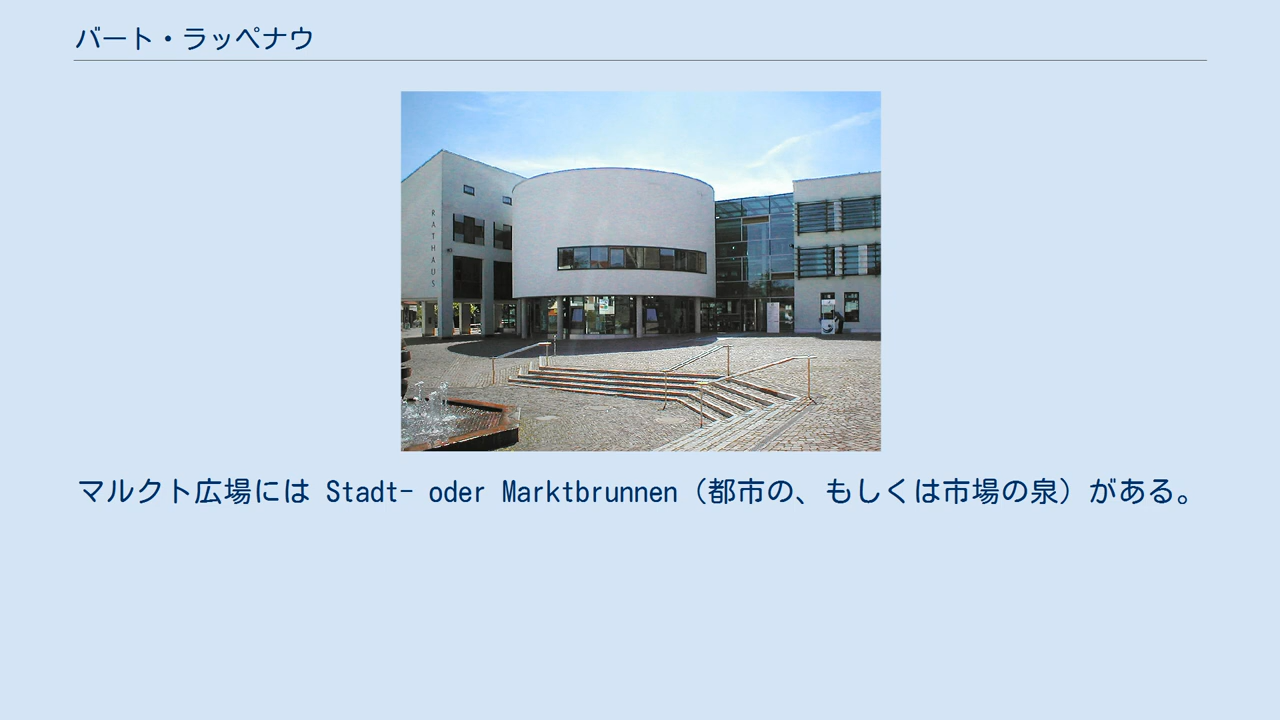 バート・ラッペナウ
RATHAUS
マルクト広場には Stadt- oder Marktbrunnen（都市の、もしくは市場の泉）がある。